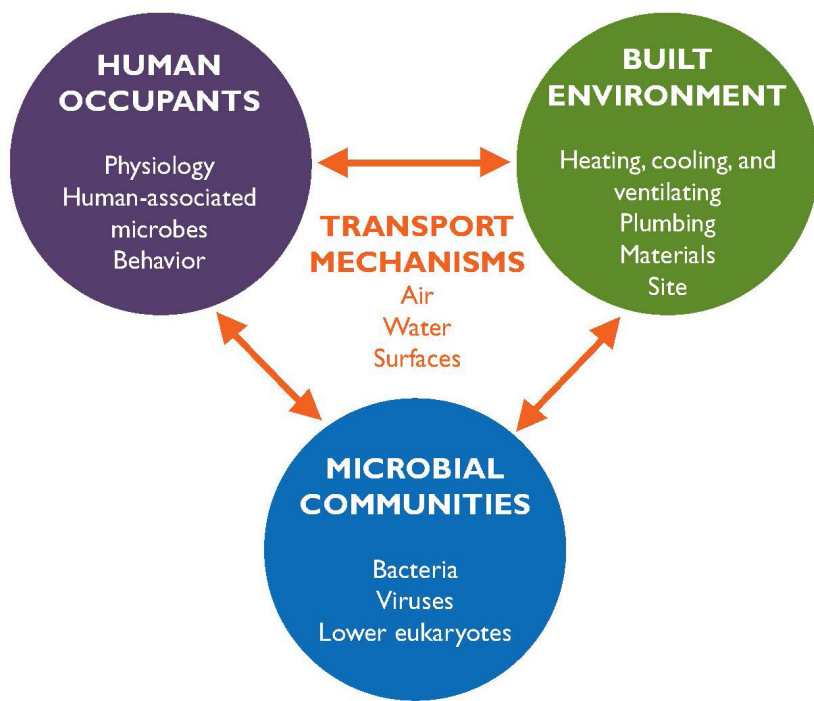 HUMAN
OCCUPANTS
Physiology
Human-associated
microbes
Behavior
BUILT
ENVIRONMENT
Heating, cooling, and
ventilating
Plumbing
Materials
Site
TRANSPORT
MECHANISMS
Air
Water
Surfaces
MICROBIAL
COMMUNITIES
Bacteria
Viruses
Lower eukaryotes